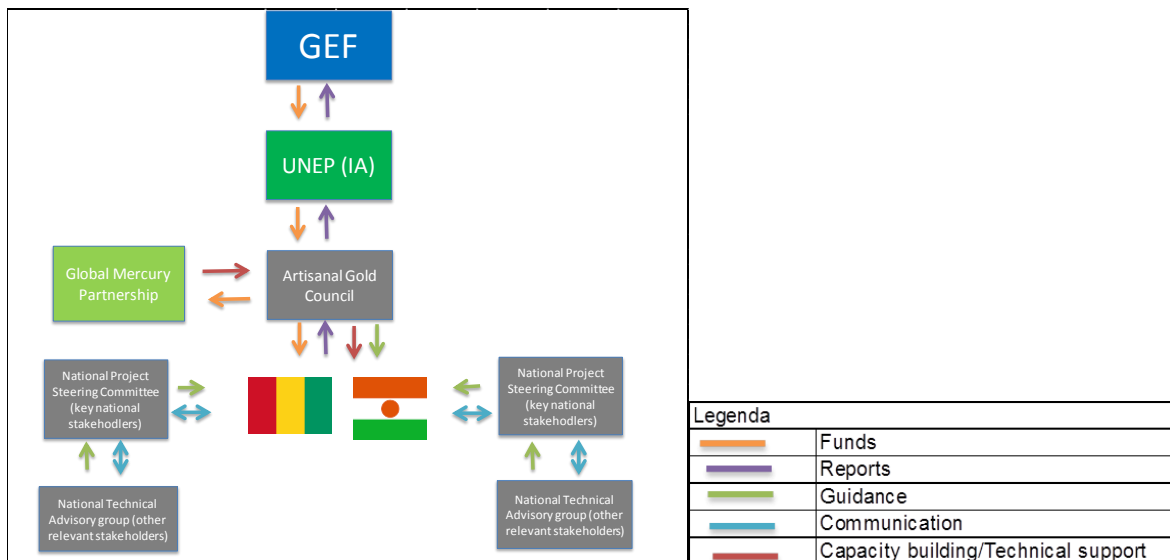 GEF
UNEP (IA)
Global Mercury
Partnership
Artisanal Gold
Council
National Project
Steering Committee
(key national
stakehodlers)
National Project
Steering Committee
(key national
stakehodlers)
National Technical
Advisory group (other
relevant stakeholders)
National Technical
Advisory group (other
relevant stakeholders)
Legenda
Funds
Reports
Guidance
Communication
Capacity building/Technical support